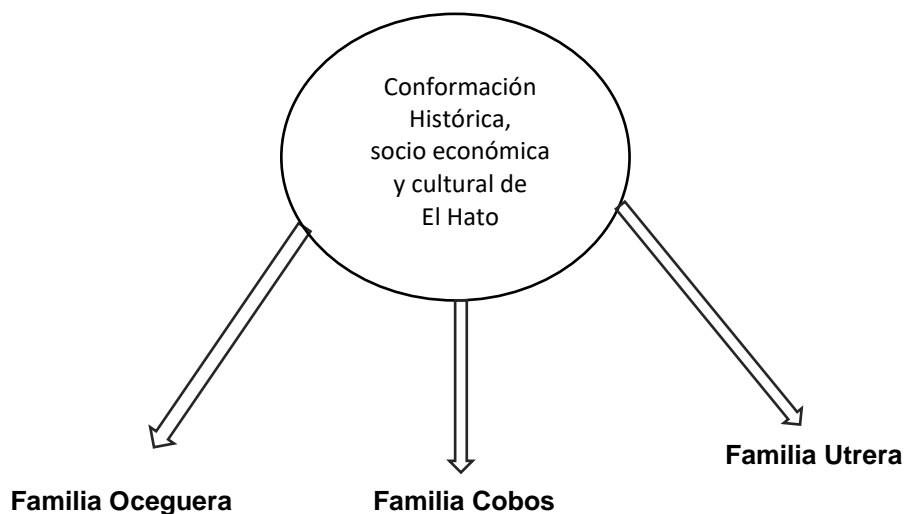 Conformación
Histórica,
socio económica
y cultural de
El Hato
Familia Utrera
Familia Oceguera
Familia Cobos